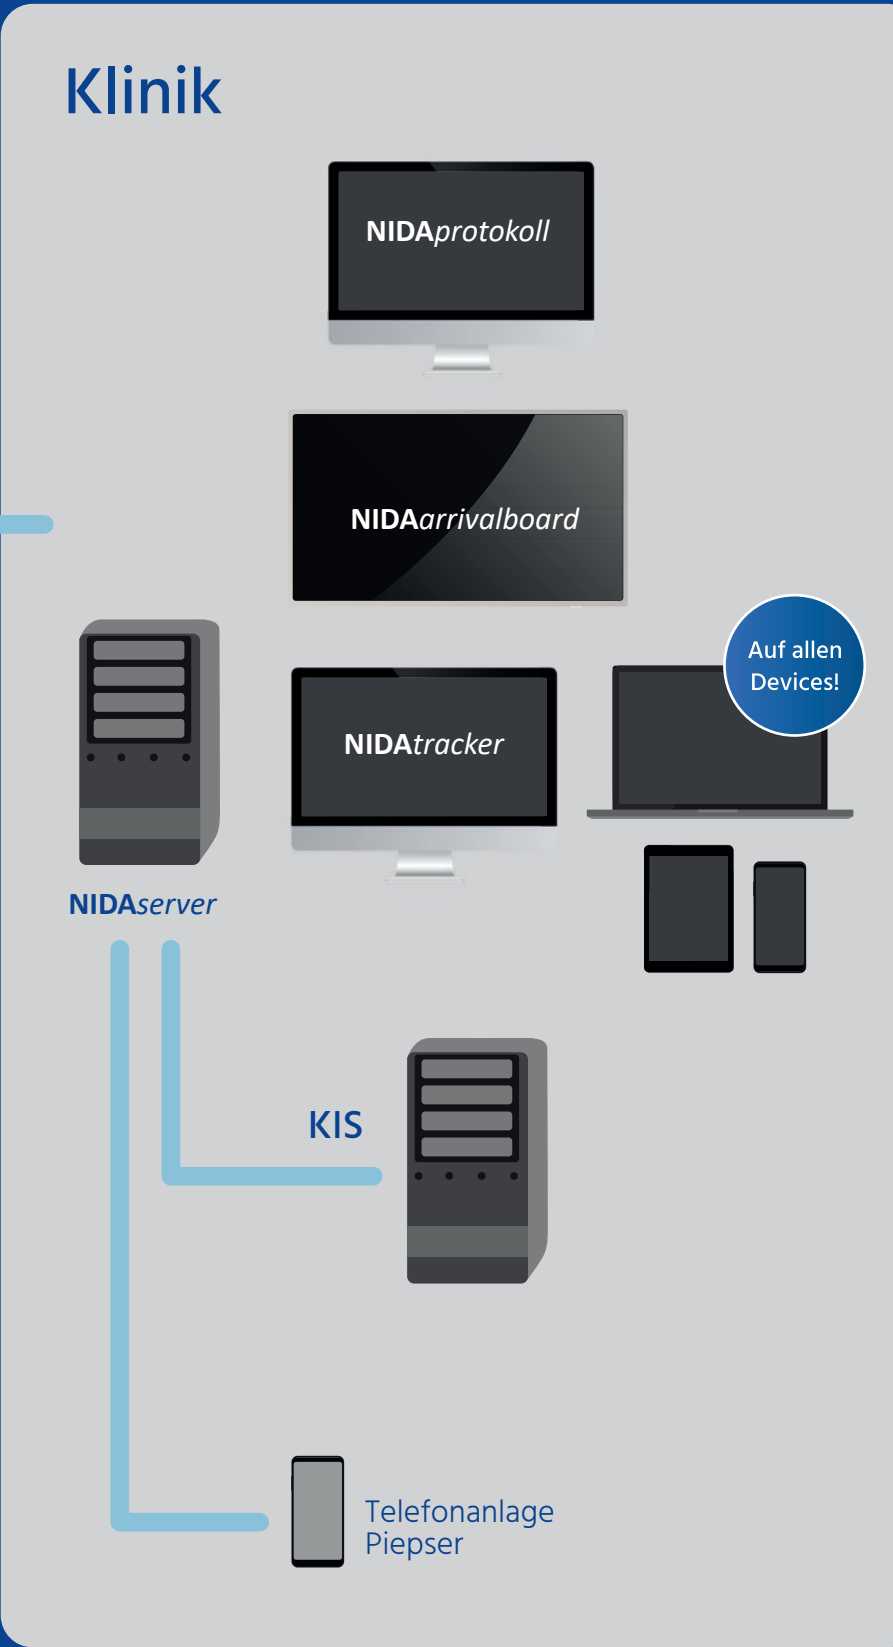 Klinik
NIDAprotokoll
NIDAarrivalboard
Auf allen
Devices!
NIDAtracker
NIDAserver
KIS
Telefonanlage
Piepser